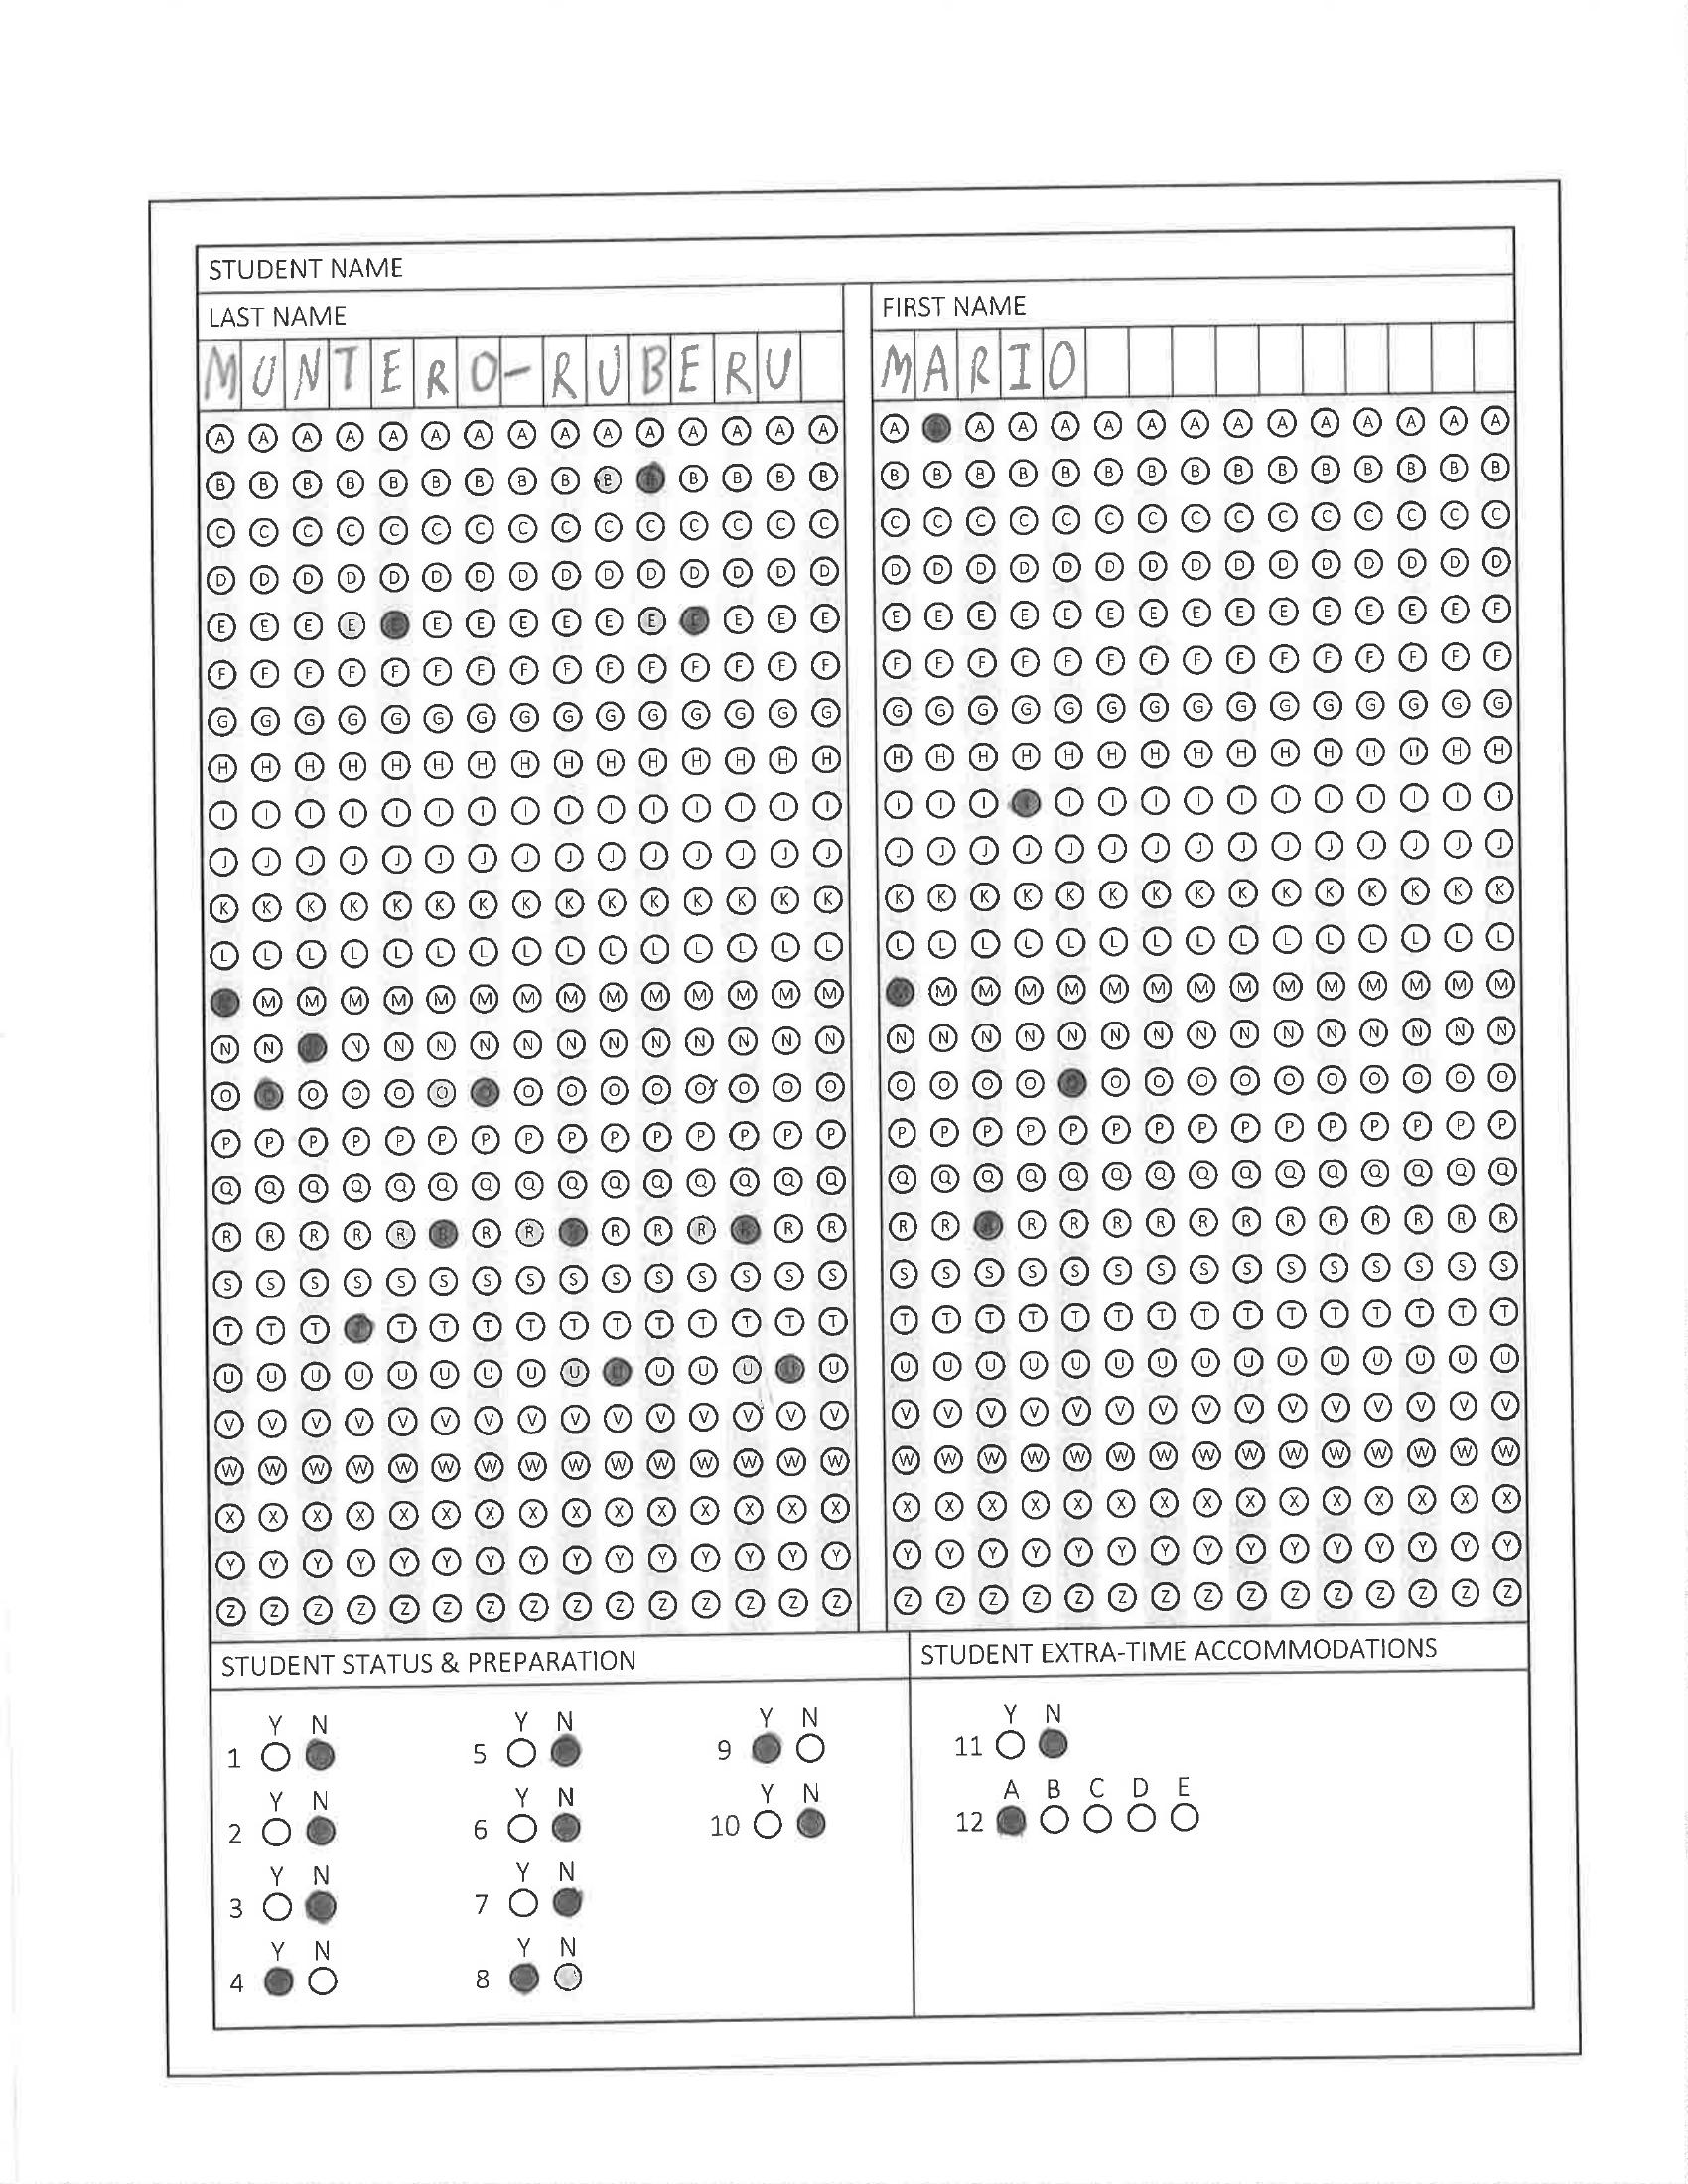 STUDENT NAME
LAST NAME
FIRST NAME
MUNTERO-RUBERU
MARIO
A A A A A A A A A A A A A A A A A A A A A A A A A A A A A A
B B B B B B B B B B B B B B B B B B B B B B B B B B B B B B
C C C C C C C C C C C C C C C C C C C C C C C C C C C C C C
D D D D D D D D D D D D D D D D D D D D D D D D D D D D D D
E E E E E E E E E E E E E E E E E E E E E E E E E E E E E E
F F F F F F F F F F F F F F F F F F F F F F F F F F F F F F
G G G G G G G G G G G G G G G G G G G G G G G G G G G G G G
H H H H H H H H H H H H H H H H H H H H H H H H H H H H H H
I I I I I I I I I I I I I I I I I I I I I I I I I I I I I I
J J J J J J J J J J J J J J J J J J J J J J J J J J J J J J
K K K K K K K K K K K K K K K K K K K K K K K K K K K K K K
L L L L L L L L L L L L L L L L L L L L L L L L L L L L L L
M M M M M M M M M M M M M M M M M M M M M M M M M M M M M M
N N N N N N N N N N N N N N N N N N N N N N N N N N N N N N
O O O O O O O O O O O O O O O O O O O O O O O O O O O O O O
P P P P P P P P P P P P P P P P P P P P P P P P P P P P P P
Q Q Q Q Q Q Q Q Q Q Q Q Q Q Q Q Q Q Q Q Q Q Q Q Q Q Q Q Q Q
R R R R R R R R R R R R R R R R R R R R R R R R R R R R R R
S S S S S S S S S S S S S S S S S S S S S S S S S S S S S S
T T T T T T T T T T T T T T T T T T T T T T T T T T T T T T
U U U U U U U U U U U U U U U U U U U U U U U U U U U U U U
V V V V V V V V V V V V V V V V V V V V V V V V V V V V V V
W W W W W W W W W W W W W W W W W W W W W W W W W W W W W W
X X X X X X X X X X X X X X X X X X X X X X X X X X X X X X
Y Y Y Y Y Y Y Y Y Y Y Y Y Y Y Y Y Y Y Y Y Y Y Y Y Y Y Y Y Y
Z Z Z Z Z Z Z Z Z Z Z Z Z Z Z Z Z Z Z Z Z Z Z Z Z Z Z Z Z Z
STUDENT STATUS & PREPARATION
Y N
1
Y N
2
Y N
3
Y N
4
Y N
5
Y N
6
Y N
7
Y N
8
Y N
9
Y N
10
STUDENT EXTRA-TIME ACCOMMODATIONS
Y N
11
A B C D E
12